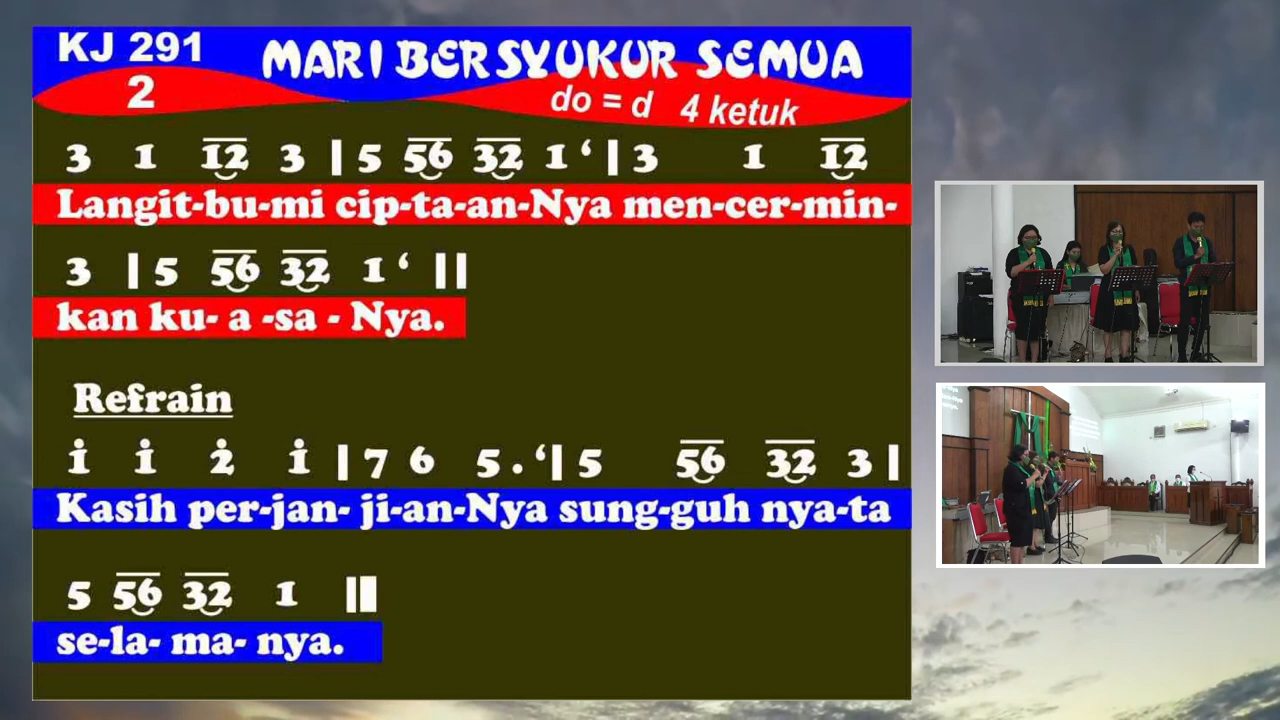 KJ 291
MARI BERSYUKUR SEMUA
2
do = d 4 ketuk
3 1 12 3 | 5 56 32 1 ‘ | 3 1 12
Langit-bu-mi cip-ta-an-Nya men-cer-min-
3 | 5 56 32 1 ‘ ||
kan ku- a -sa - Nya.
Refrain
i i 2̇ i | 7 6 5 . ‘| 5 56 32 3 |
Kasih per-jan- ji-an-Nya sung-guh nya-ta
5 56 32 1 ||
se-la- ma- nya.